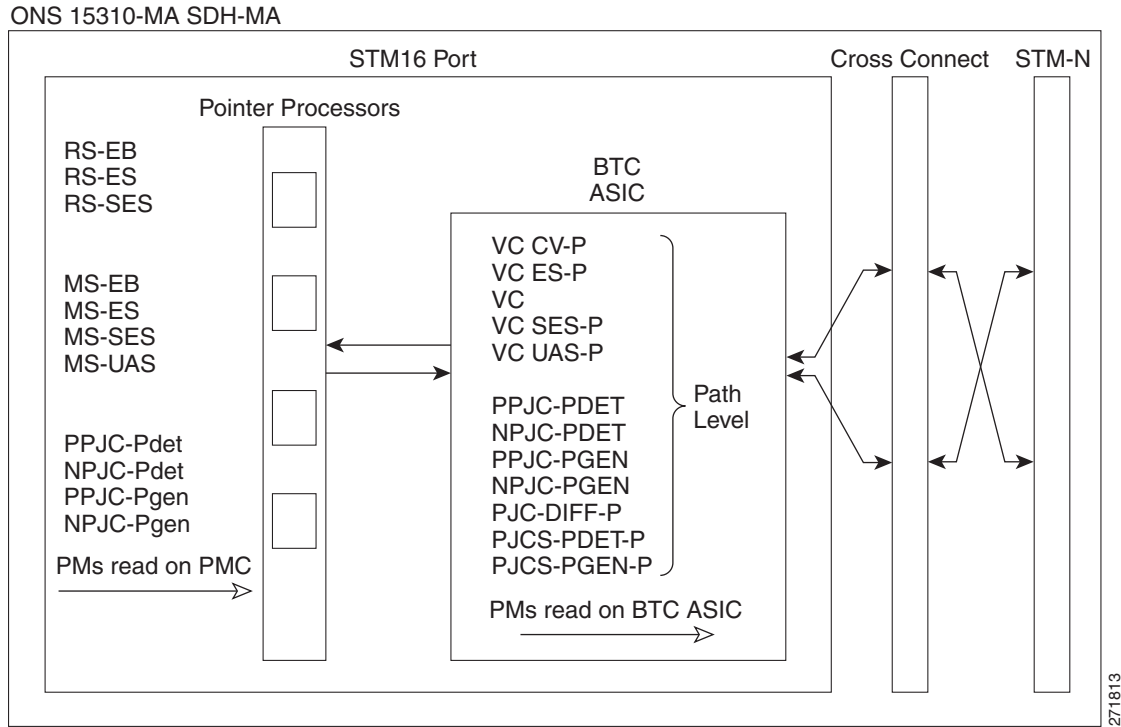 ONS 15310-MA SDH-MA
STM16 Port
Cross Connect
STM-N
Pointer Processors
RS-EB
RS-ES
RS-SES
MS-EB
MS-ES
MS-SES
MS-UAS
PPJC-Pdet
NPJC-Pdet
PPJC-Pgen
NPJC-Pgen
PMs read on PMC
BTC
ASIC
VC CV-P
VC ES-P
VC
VC SES-P
VC UAS-P
PPJC-PDET
NPJC-PDET
PPJC-PGEN
NPJC-PGEN
PJC-DIFF-P
PJCS-PDET-P
PJCS-PGEN-P
Path
Level
PMs read on BTC ASIC
271813